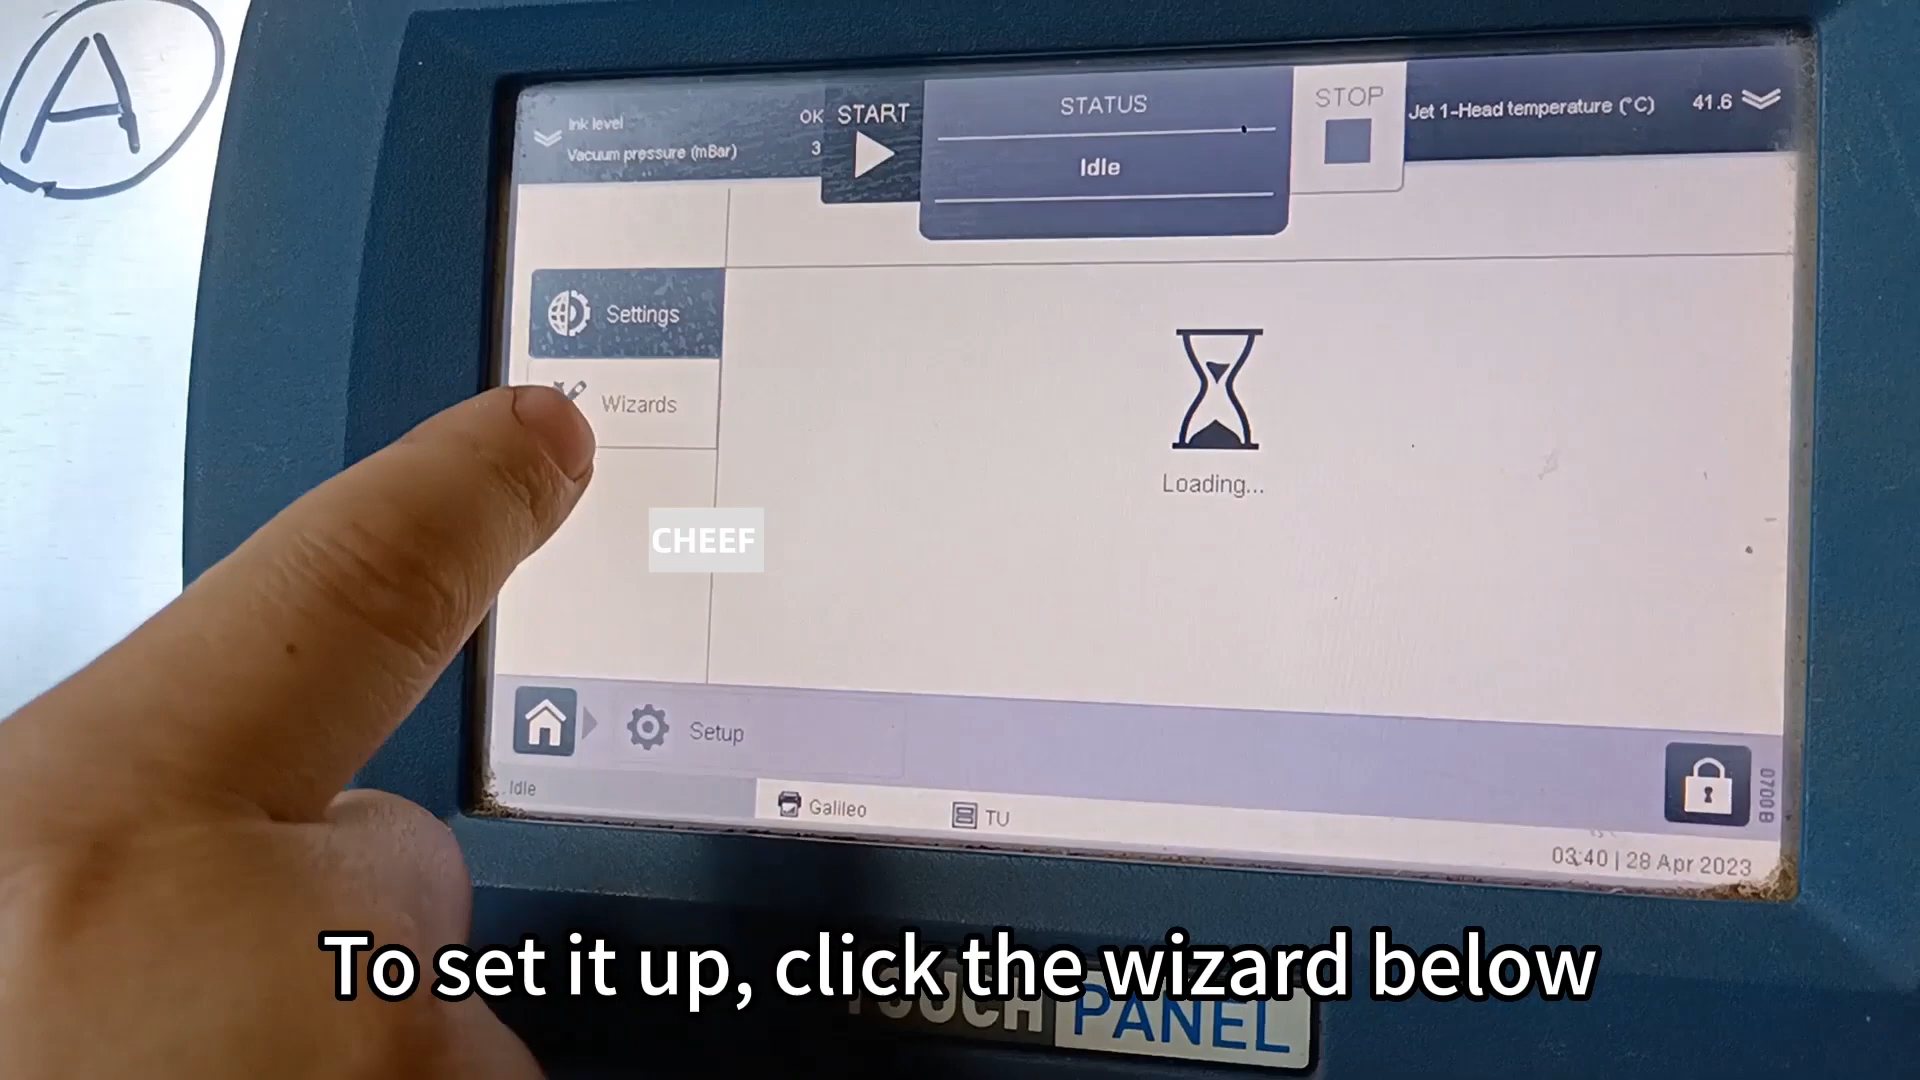 A
Ink level OK
Vacuum pressure (mBar) 3
START
STATUS
Idle
STOP
Jet 1-Head temperature (°C) 41.6
Settings
Wizards
Loading...
CHEEF
Setup
Idle
Galileo
TU
0700B
03:40 | 28 Apr 2023
To set it up, click the wizard below
TOUCH PANEL